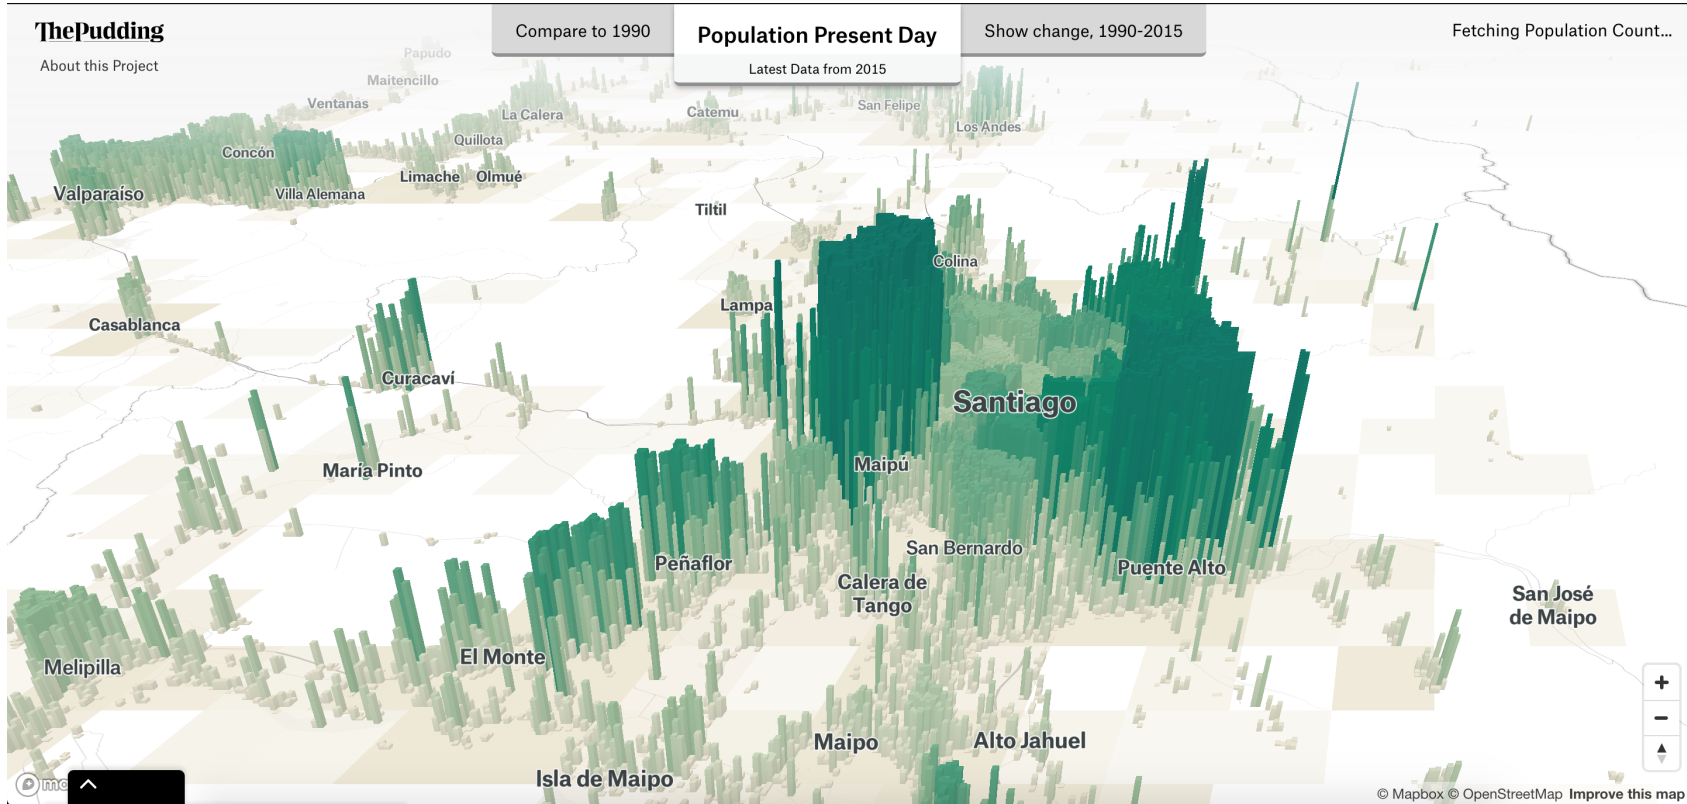 ThePudding
About this Project
Compare to 1990
Population Present Day
Latest Data from 2015
Show change, 1990-2015
Fetching Population Count...
Papudo
Maitencillo
Ventanas
La Calera
Catemu
San Felipe
Los Andes
Quillota
Concón
Limache
Olmué
Valparaíso
Villa Alemana
Tiltil
Colina
Lampa
Casablanca
Curacaví
Santiago
María Pinto
Maipú
San Bernardo
Peñaflor
Puente Alto
Calera de
Tango
San José
de Maipo
El Monte
Melipilla
Maipo
Alto Jahuel
Isla de Maipo
© Mapbox © OpenStreetMap Improve this map